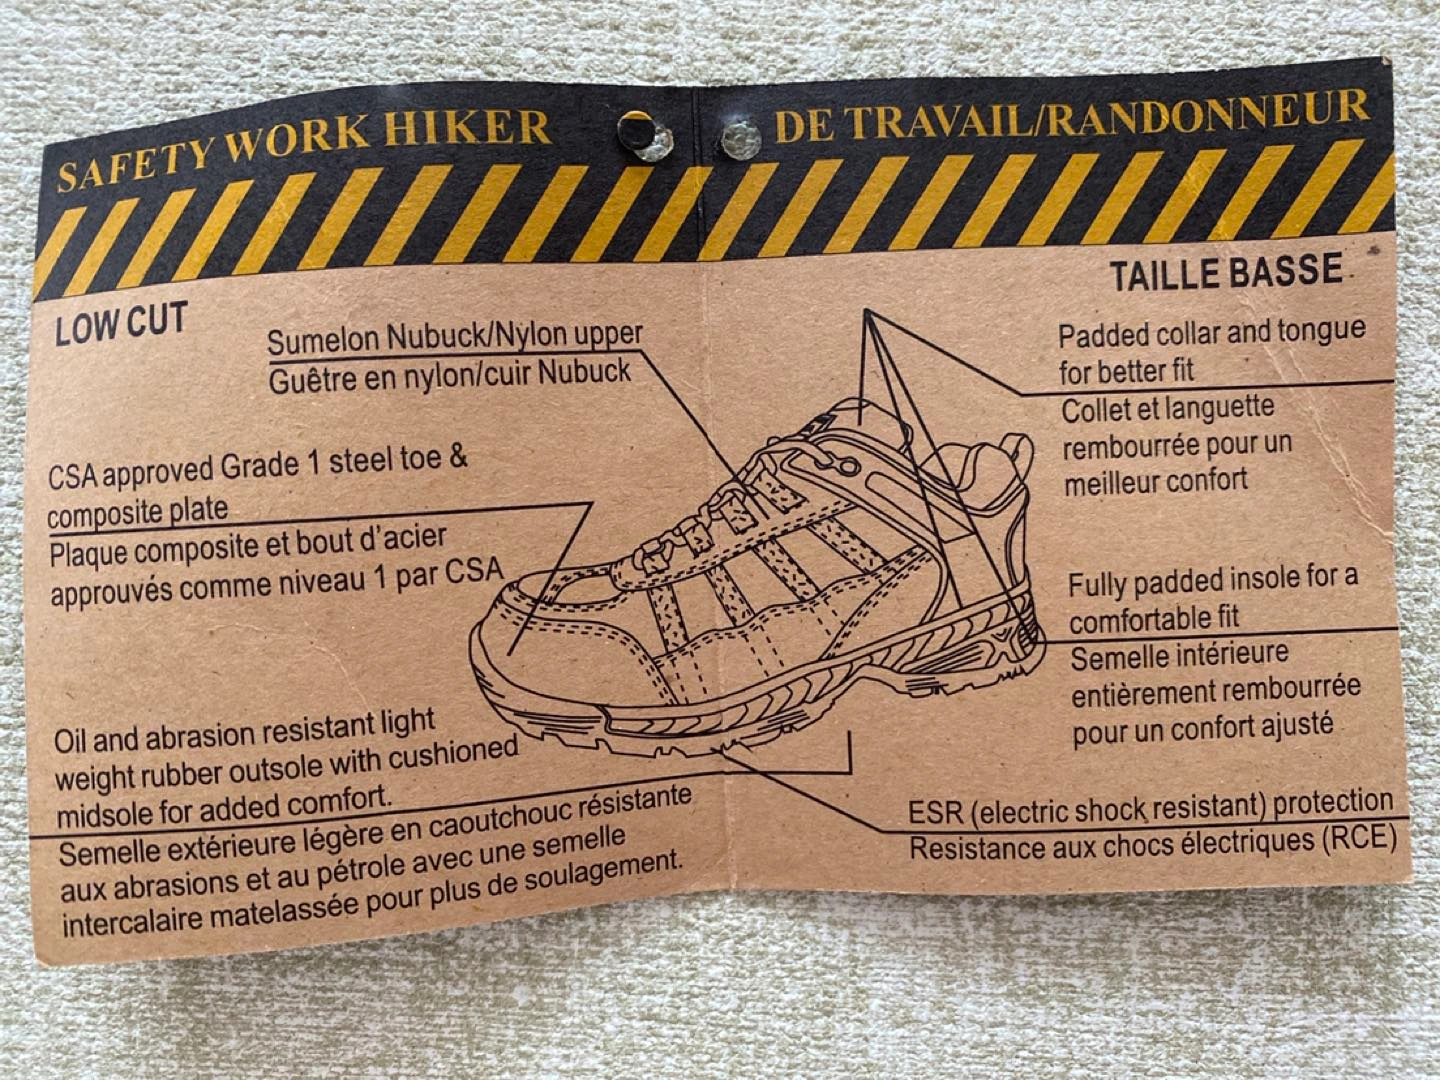 SAFETY WORK HIKER
DE TRAVAIL/RANDONNEUR
LOW CUT
TAILLE BASSE
Sumelon Nubuck/Nylon upper
Guêtre en nylon/cuir Nubuck
CSA approved Grade 1 steel toe &
composite plate
Plaque composite et bout d'acier
approuvés comme niveau 1 par CSA
Oil and abrasion resistant light
weight rubber outsole with cushioned
midsole for added comfort.
Semelle extérieure légère en caoutchouc résistante
aux abrasions et au pétrole avec une semelle
intercalaire matelassée pour plus de soulagement.
Padded collar and tongue
for better fit
Collet et languette
rembourrée pour un
meilleur confort
Fully padded insole for a
comfortable fit
Semelle intérieure
entièrement rembourrée
pour un confort ajusté
ESR (electric shock resistant) protection
Resistance aux chocs électriques (RCE)